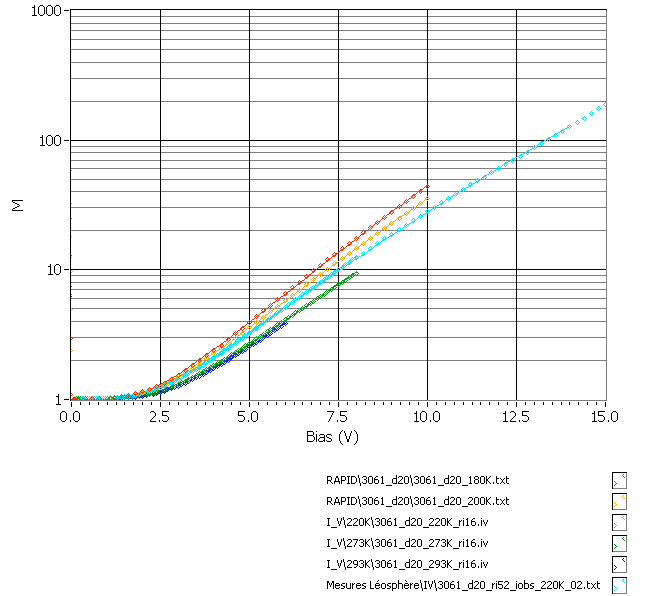 1000
100
10
1
M
0.0 2.5 5.0 7.5 10.0 12.5 15.0
Bias (V)
RAPID\3061_d20\3061_d20_180K.txt
RAPID\3061_d20\3061_d20_200K.txt
I_V\220K\3061_d20_220K_ri16.iv
I_V\273K\3061_d20_273K_ri16.iv
I_V\293K\3061_d20_293K_ri16.iv
Mesures Léosphère\IV\3061_d20_ri52_iobs_220K_02.txt